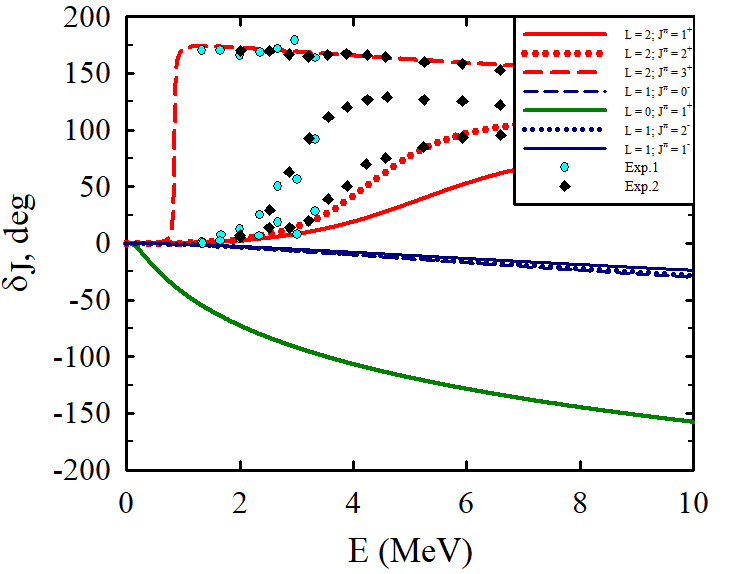 200
150
100
50
0
-50
-100
-150
-200
δJ, deg
0 2 4 6 8 10
E (MeV)
L = 2; Jπ = 1+
L = 2; Jπ = 2+
L = 2; Jπ = 3+
L = 1; Jπ = 0-
L = 0; Jπ = 1+
L = 1; Jπ = 2-
L = 1; Jπ = 1-
Exp.1
Exp.2